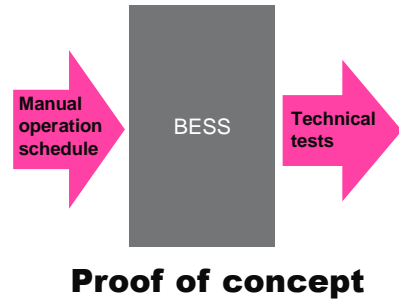 Manual
operation
schedule
BESS
Technical
tests
Proof of concept